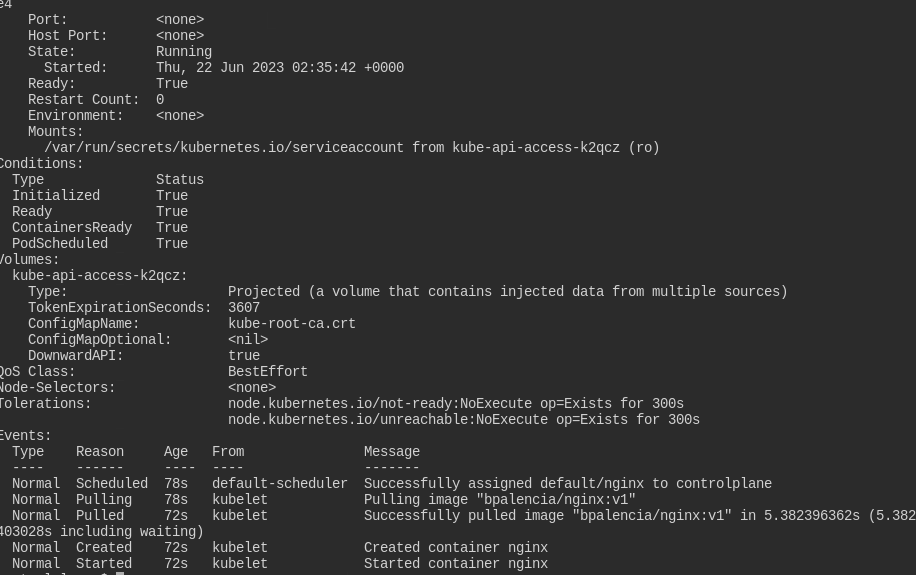 e4
    Port:           <none>
    Host Port:      <none>
    State:          Running
      Started:      Thu, 22 Jun 2023 02:35:42 +0000
    Ready:          True
    Restart Count:  0
    Environment:    <none>
    Mounts:
      /var/run/secrets/kubernetes.io/serviceaccount from kube-api-access-k2qcz (ro)
Conditions:
  Type              Status
  Initialized       True
  Ready             True
  ContainersReady   True
  PodScheduled      True
Volumes:
  kube-api-access-k2qcz:
    Type:                    Projected (a volume that contains injected data from multiple sources)
    TokenExpirationSeconds:  3607
    ConfigMapName:           kube-root-ca.crt
    ConfigMapOptional:       <nil>
    DownwardAPI:             true
QoS Class:                   BestEffort
Node-Selectors:              <none>
Tolerations:                 node.kubernetes.io/not-ready:NoExecute op=Exists for 300s
                             node.kubernetes.io/unreachable:NoExecute op=Exists for 300s
Events:
  Type    Reason     Age   From               Message
  ----    ------     ----  ----               -------
  Normal  Scheduled  78s   default-scheduler  Successfully assigned default/nginx to controlplane
  Normal  Pulling    78s   kubelet            Pulling image "bpalencia/nginx:v1"
  Normal  Pulled     72s   kubelet            Successfully pulled image "bpalencia/nginx:v1" in 5.382396362s (5.382
403028s including waiting)
  Normal  Created    72s   kubelet            Created container nginx
  Normal  Started    72s   kubelet            Started container nginx